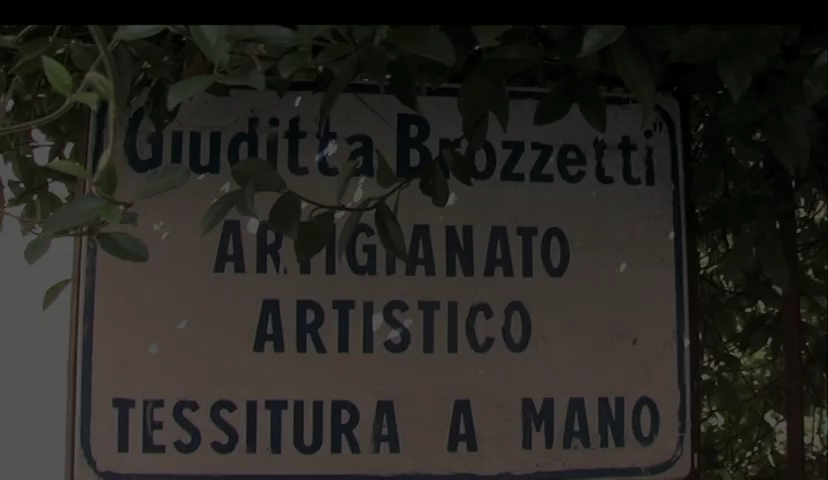 Giuditta Brozzetti"
ARTIGIANATO
ARTISTICO
TESSITURA A MANO